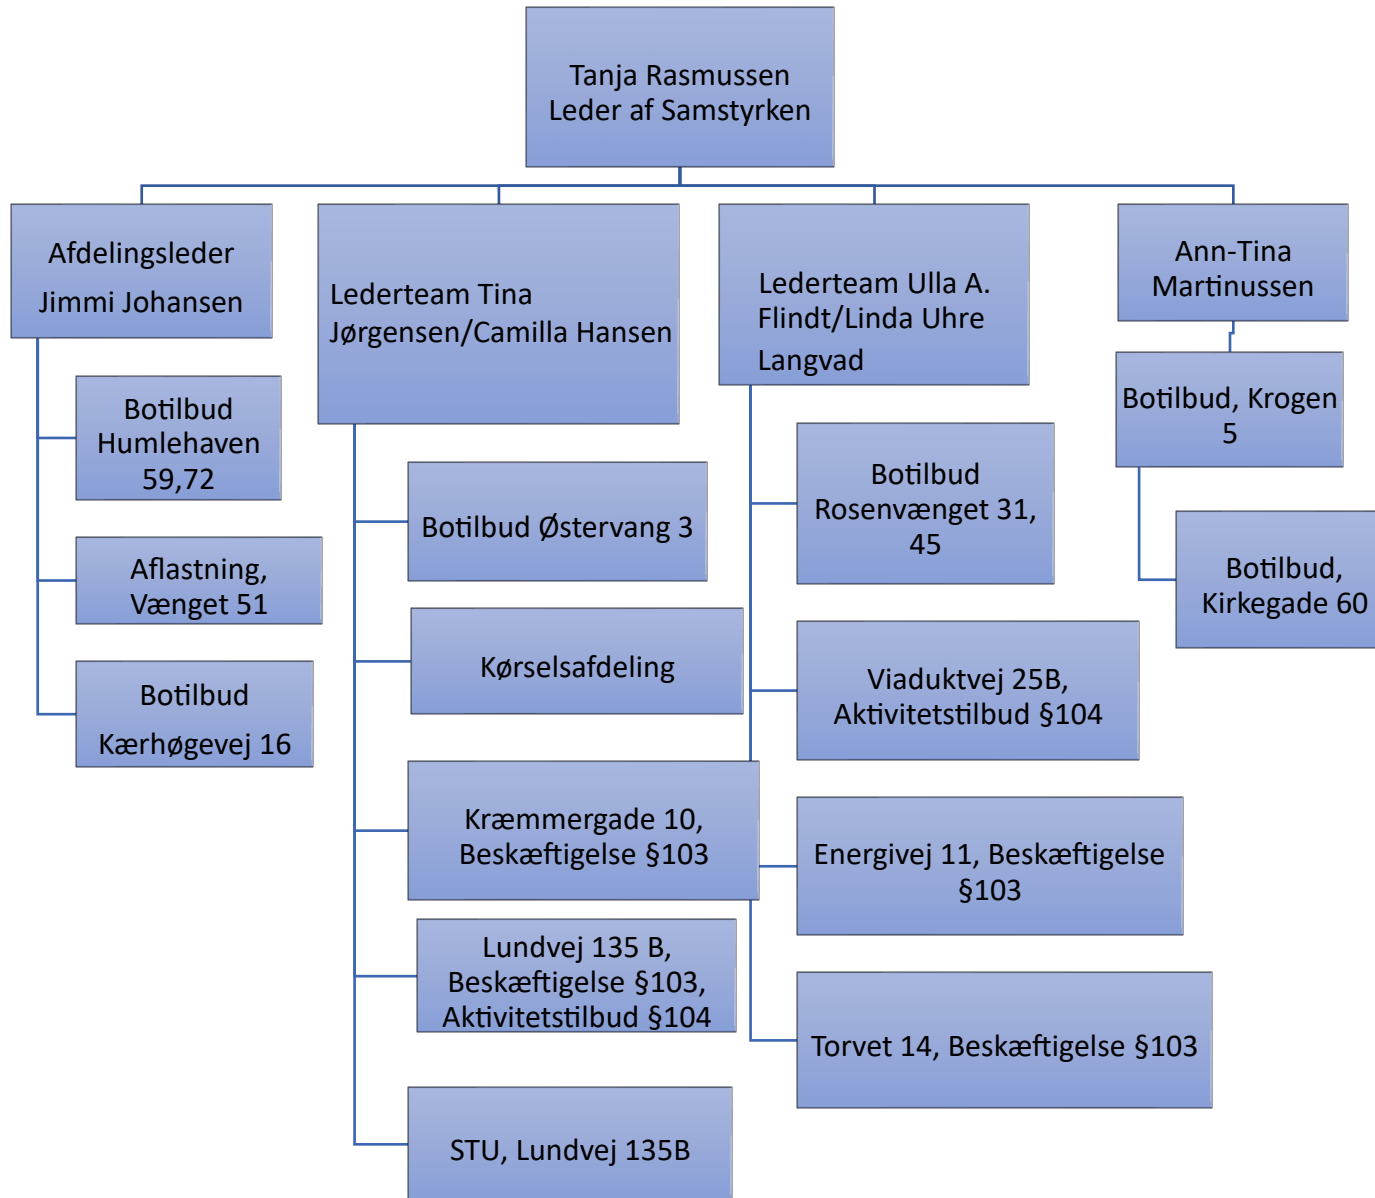 Tanja Rasmussen
Leder af Samstyrken
Afdelingsleder
Jimmi Johansen
Botilbud
Humlehaven
59,72
Aflastning,
Vænget 51
Botilbud
Kærhøgevej 16
Lederteam Tina
Jørgensen/Camilla Hansen
Botilbud Østervang 3
Kørselsafdeling
Kræmmergade 10,
Beskæftigelse §103
Lundvej 135 B,
Beskæftigelse §103,
Aktivitetstilbud §104
STU, Lundvej 135B
Lederteam Ulla A.
Flindt/Linda Uhre
Langvad
Botilbud
Rosenvænget 31,
45
Viaduktvej 25B,
Aktivitetstilbud §104
Energivej 11, Beskæftigelse
§103
Torvet 14, Beskæftigelse §103
Ann-Tina
Martinussen
Botilbud, Krogen
5
Botilbud,
Kirkegade 60